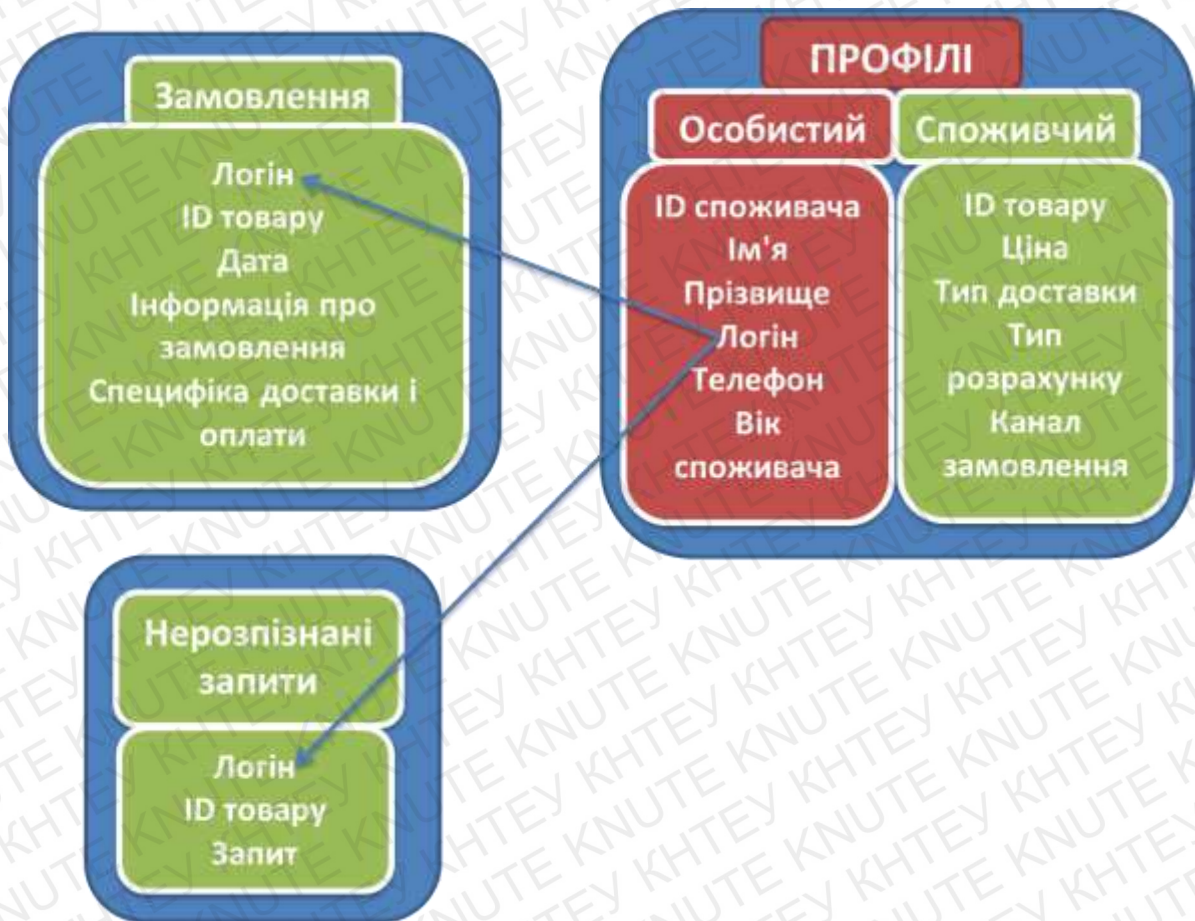 Замовлення
Логін
ID товару
Дата
Інформація про
замовлення
Специфіка доставки і
оплати
ПРОФІЛІ
Особистий
ID споживача
Ім'я
Прізвище
Логін
Телефон
Вік
споживача
Споживчий
ID товару
Ціна
Тип доставки
Тип
розрахунку
Канал
замовлення
Нерозпізнані
запити
Логін
ID товару
Запит